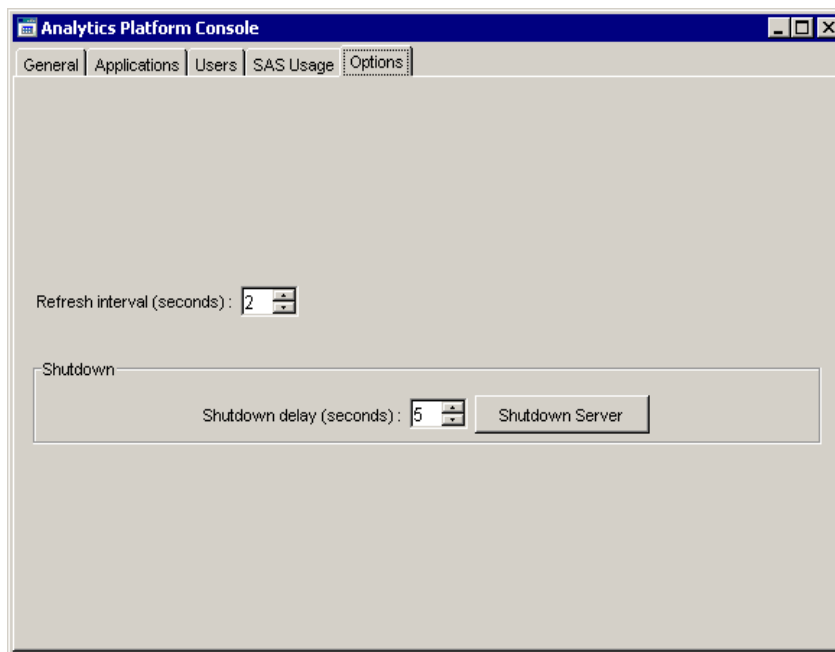 Analytics Platform Console
General Applications Users SAS Usage Options
Refresh interval (seconds) : 2
Shutdown
Shutdown delay (seconds) : 5 Shutdown Server